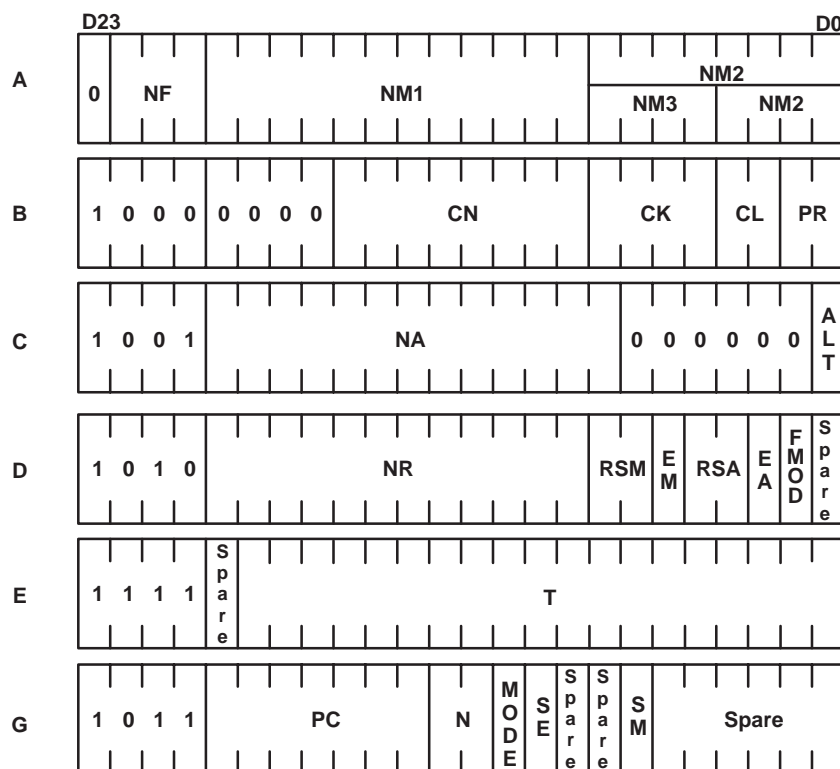 D23 D0
A 0 NF NM1 NM2
NM3 NM2
B 1 0 0 0 0 0 0 0 CN CK CL PR
C 1 0 0 1 NA 0 0 0 0 0 0 ALT
D 1 0 1 0 NR RSM EM RSA EA FMOD Spare
E 1 1 1 1 Spare T
G 1 0 1 1 PC N MODE SE Spare Spare SM Spare